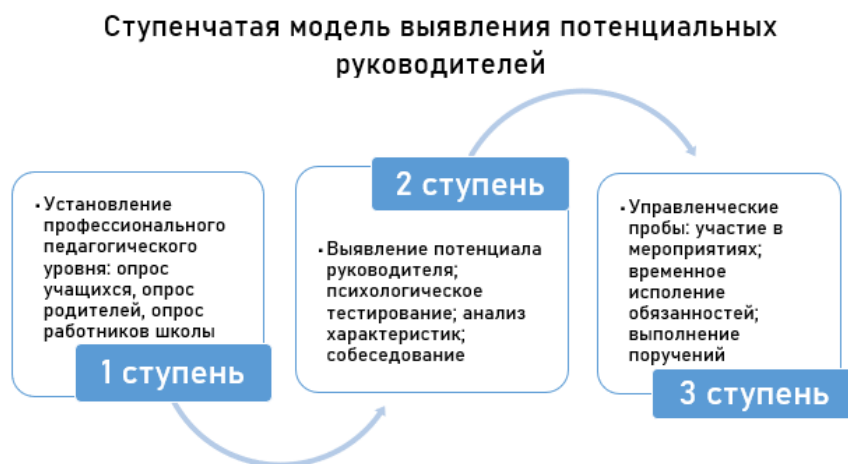 Ступенчатая модель выявления потенциальных
руководителей
· Установление
профессионального
педагогического
уровня: опрос
учащихся, опрос
родителей, опрос
работников школы
1 ступень
2 ступень
· Выявление потенциала
руководителя;
психологическое
тестирование; анализ
характеристик;
собеседование
· Управленческие
пробы: участие в
мероприятиях;
временное
исполение
обязанностей;
выполнение
поручений
3 ступень